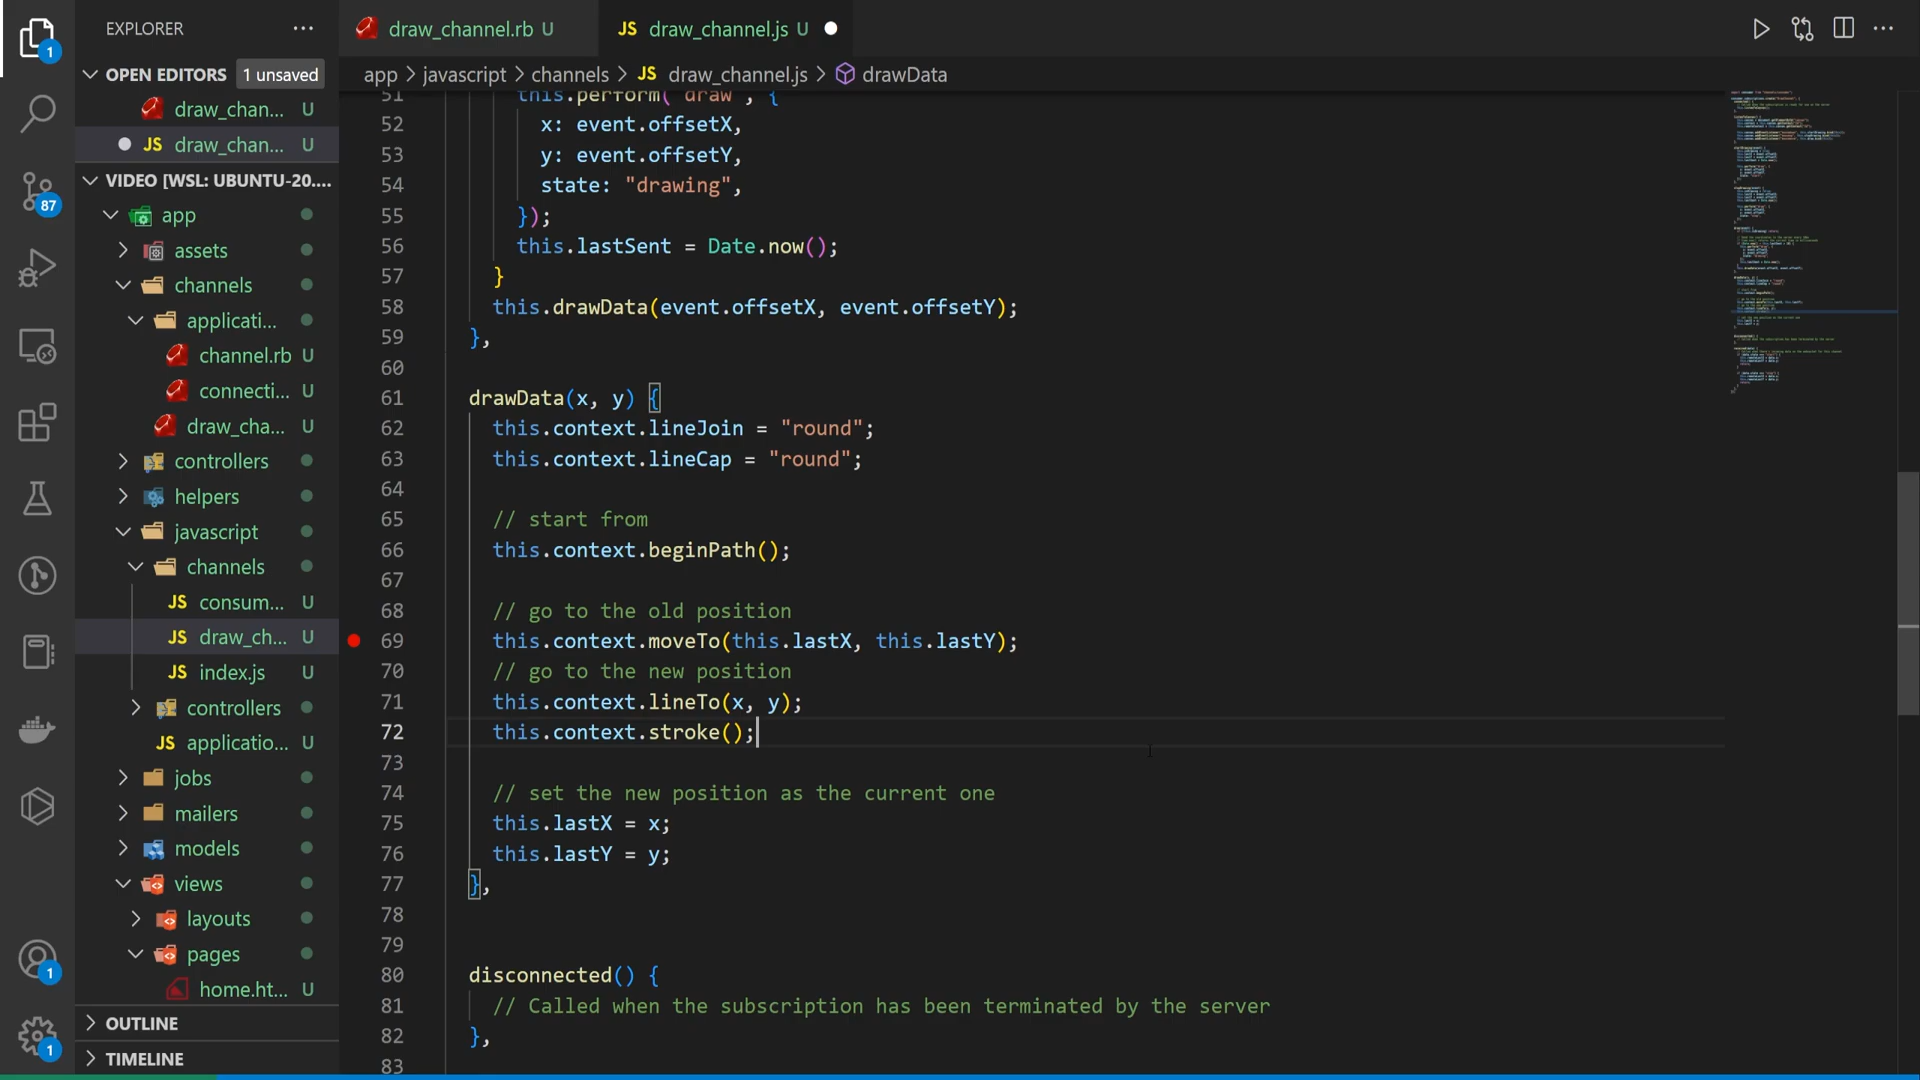 EXPLORER
OPEN EDITORS 1 unsaved
draw_chan... U
JS draw_chan... U
VIDEO [WSL: UBUNTU-20....
app
assets
channels
applicati...
channel.rb U
connecti... U
draw_cha... U
controllers
helpers
javascript
channels
JS consum... U
JS draw_ch... U
JS index.js U
controllers
JS applicatio... U
jobs
mailers
models
views
layouts
pages
home.ht... U
OUTLINE
TIMELINE
1
87
1
1
draw_channel.rb U
JS draw_channel.js U
app > javascript > channels > JS draw_channel.js > drawData
51 this.perform("draw", {
52 x: event.offsetX,
53 y: event.offsetY,
54 state: "drawing",
55 });
56 this.lastSent = Date.now();
57 }
58 this.drawData(event.offsetX, event.offsetY);
59 },
60
61 drawData(x, y) {
62 this.context.lineJoin = "round";
63 this.context.lineCap = "round";
64
65 // start from
66 this.context.beginPath();
67
68 // go to the old position
69 this.context.moveTo(this.lastX, this.lastY);
70 // go to the new position
71 this.context.lineTo(x, y);
72 this.context.stroke();
73
74 // set the new position as the current one
75 this.lastX = x;
76 this.lastY = y;
77 },
78
79
80 disconnected() {
81 // Called when the subscription has been terminated by the server
82 },
83